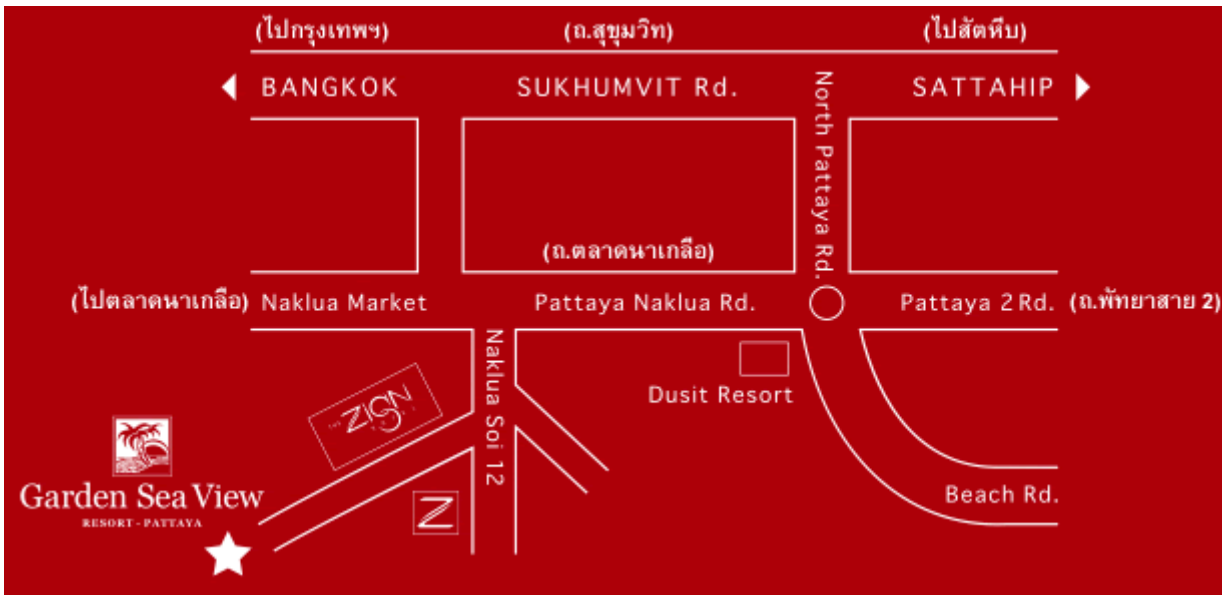 (ไปกรุงเทพฯ)
(ถ.สุขุมวิท)
(ไปสัตหีบ)
BANGKOK
SUKHUMVIT Rd.
SATTAHIP
North Pattaya Rd.
(ถ.ตลาดนาเกลือ)
(ไปตลาดนาเกลือ)
Naklua Market
Pattaya Naklua Rd.
Pattaya 2 Rd.
(ถ.พัทยาสาย 2)
Naklua Soi 12
Dusit Resort
ZIGN
Garden Sea View
RESORT - PATTAYA
Z
Beach Rd.